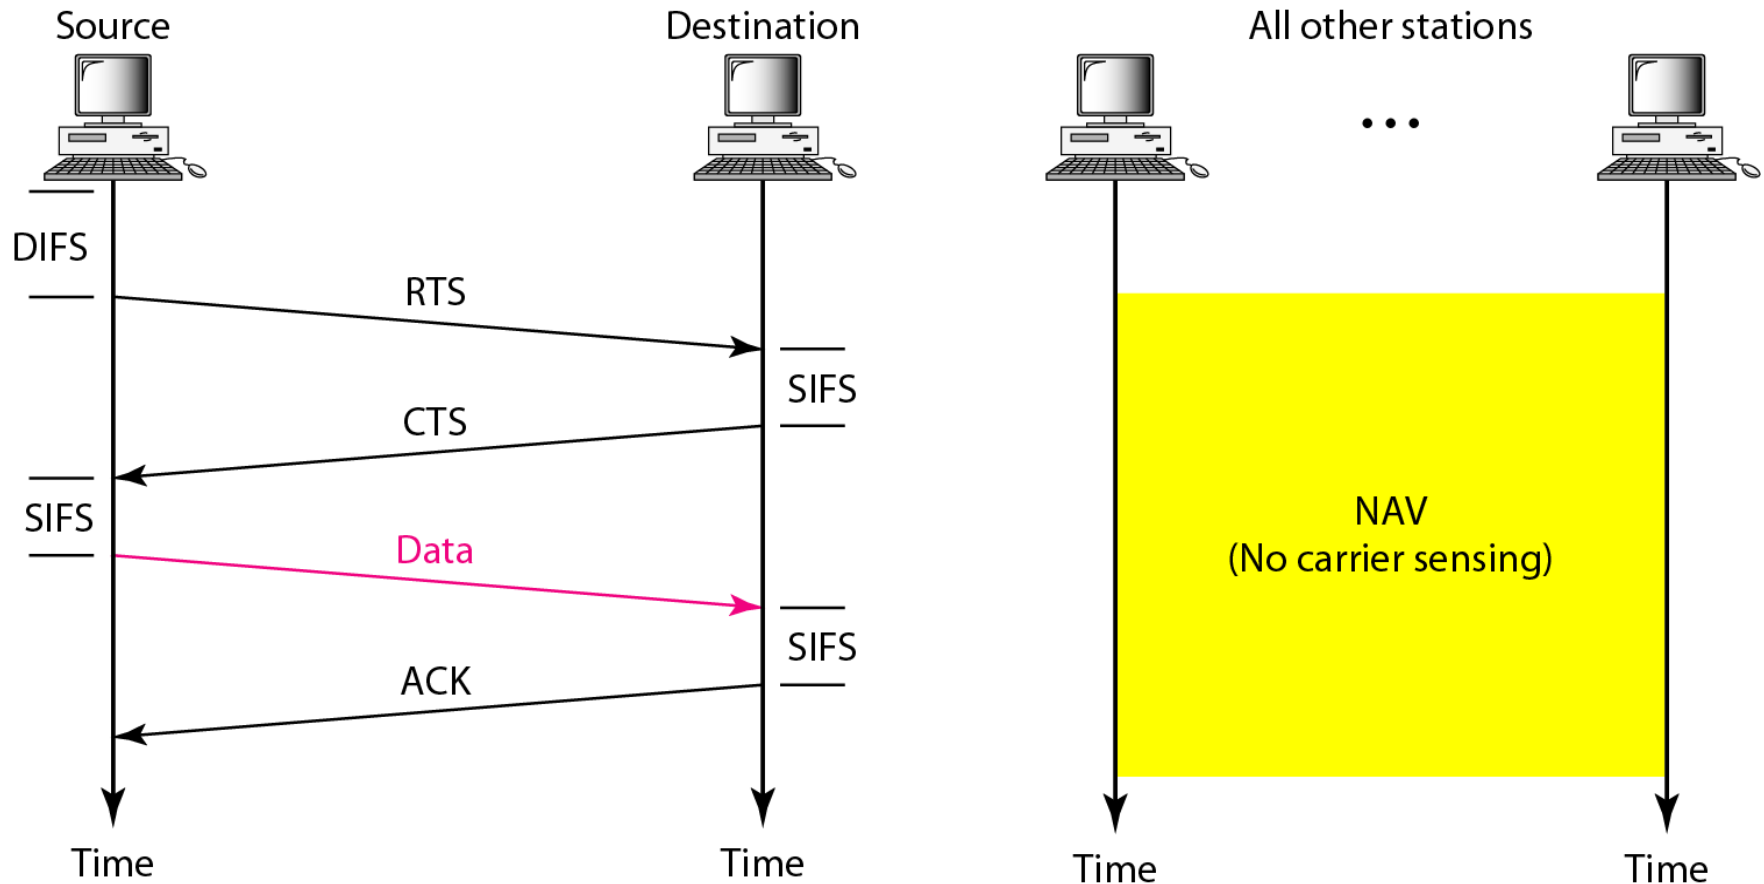 Source
Destination
All other stations
DIFS
RTS
SIFS
CTS
SIFS
Data
NAV
(No carrier sensing)
SIFS
ACK
Time
Time
Time
Time